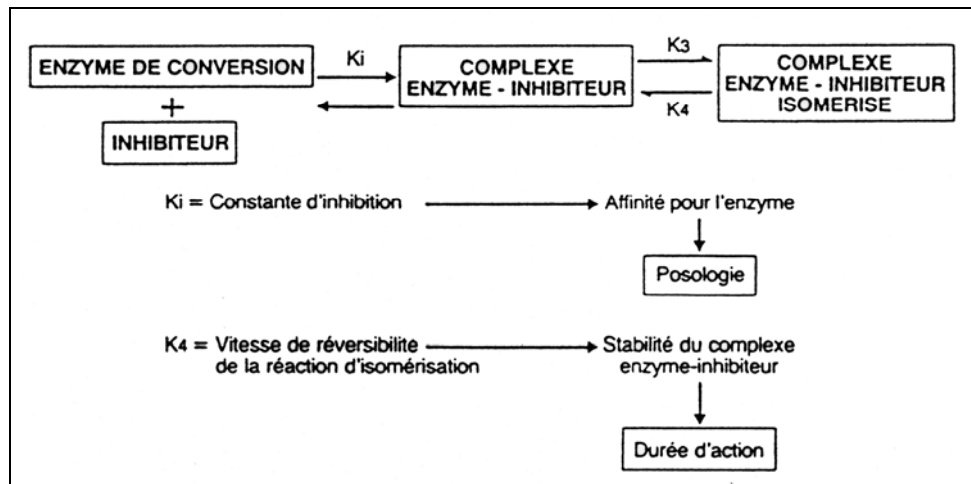 ENZYME DE CONVERSION
+
INHIBITEUR
Ki
COMPLEXE
ENZYME - INHIBITEUR
K3
K4
COMPLEXE
ENZYME - INHIBITEUR
ISOMERISE
Ki = Constante d'inhibition
Affinité pour l'enzyme
Posologie
K4 = Vitesse de réversibilite
de la réaction d'isomérisation
Stabilité du complexe
enzyme-inhibiteur
Durée d'action